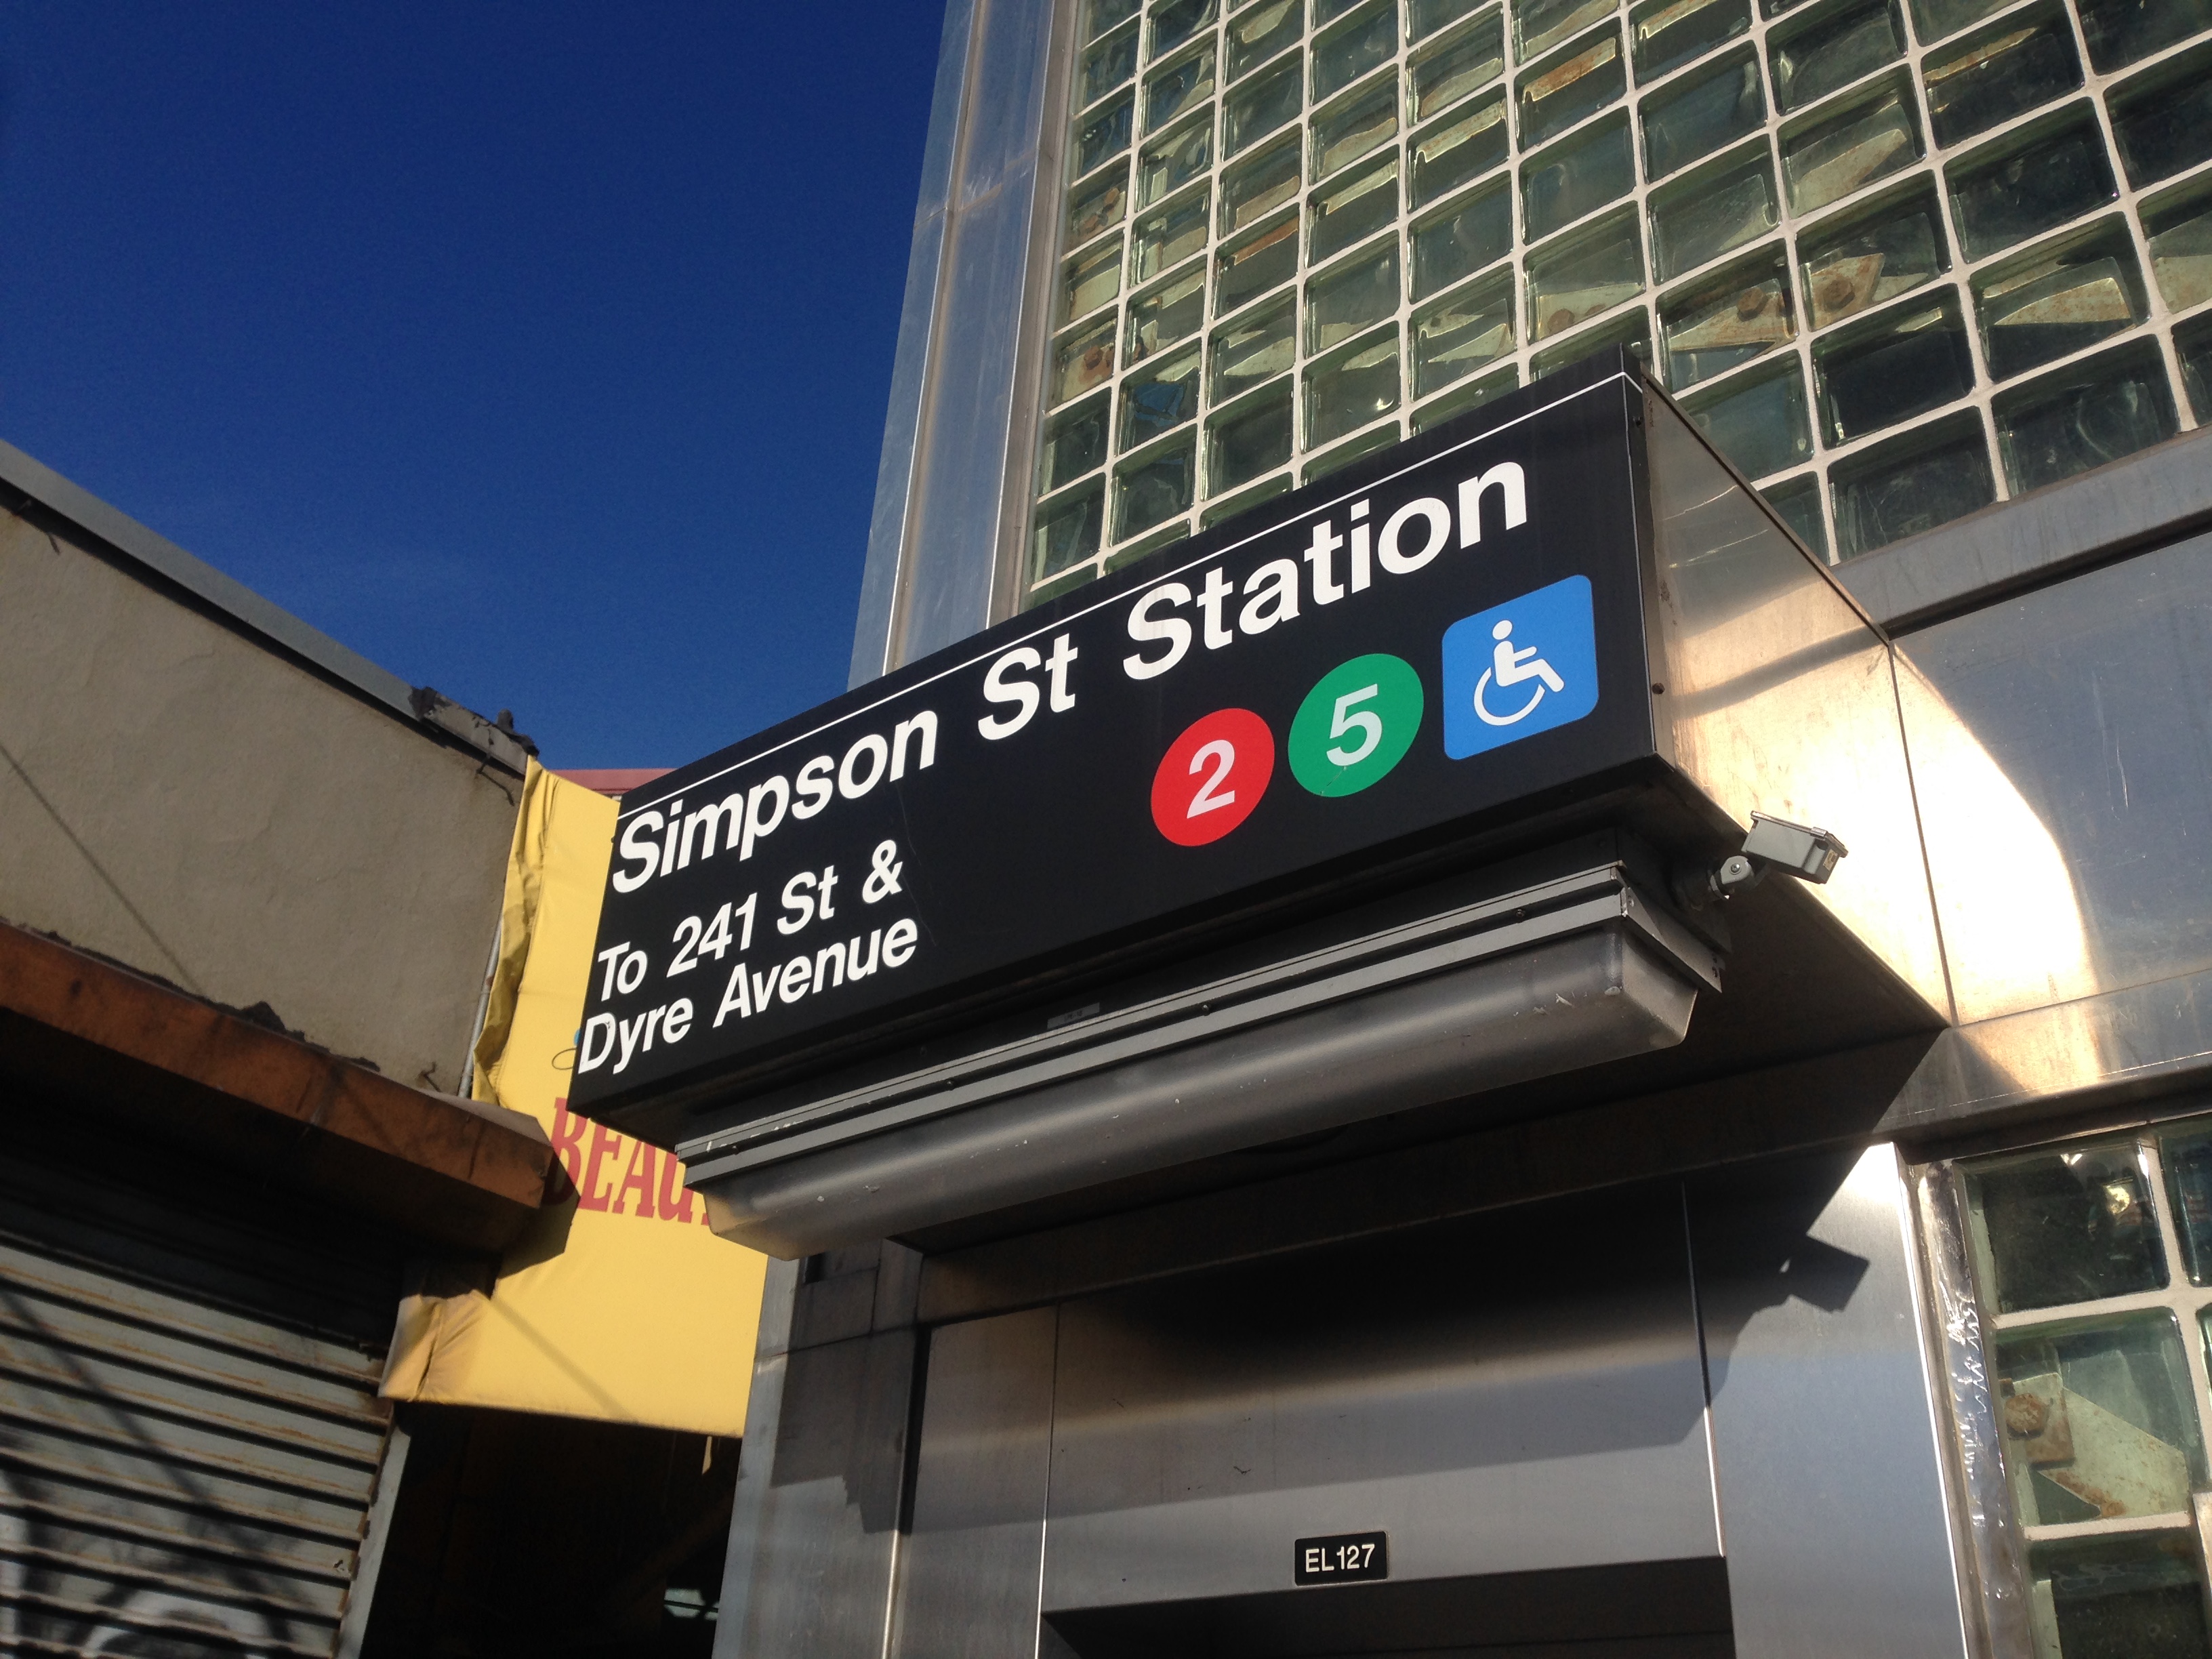 Simpson St Station
To 241 St &
Dyre Avenue
2 5
EL127